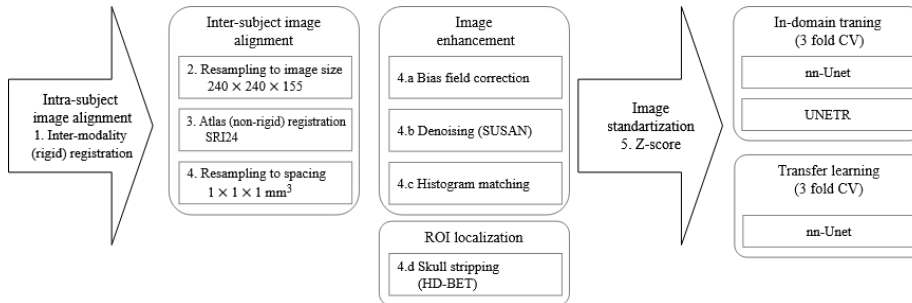 Intra-subject
image alignment
1. Inter-modality
(rigid) registration
Inter-subject image
alignment
2. Resampling to image size
240 × 240 × 155
3. Atlas (non-rigid) registration
SRI24
4. Resampling to spacing
1 × 1 × 1 mm³
Image
enhancement
4.a Bias field correction
4.b Denoising (SUSAN)
4.c Histogram matching
ROI localization
4.d Skull stripping
(HD-BET)
Image
standartization
5. Z-score
In-domain traning
(3 fold CV)
nn-Unet
UNETR
Transfer learning
(3 fold CV)
nn-Unet